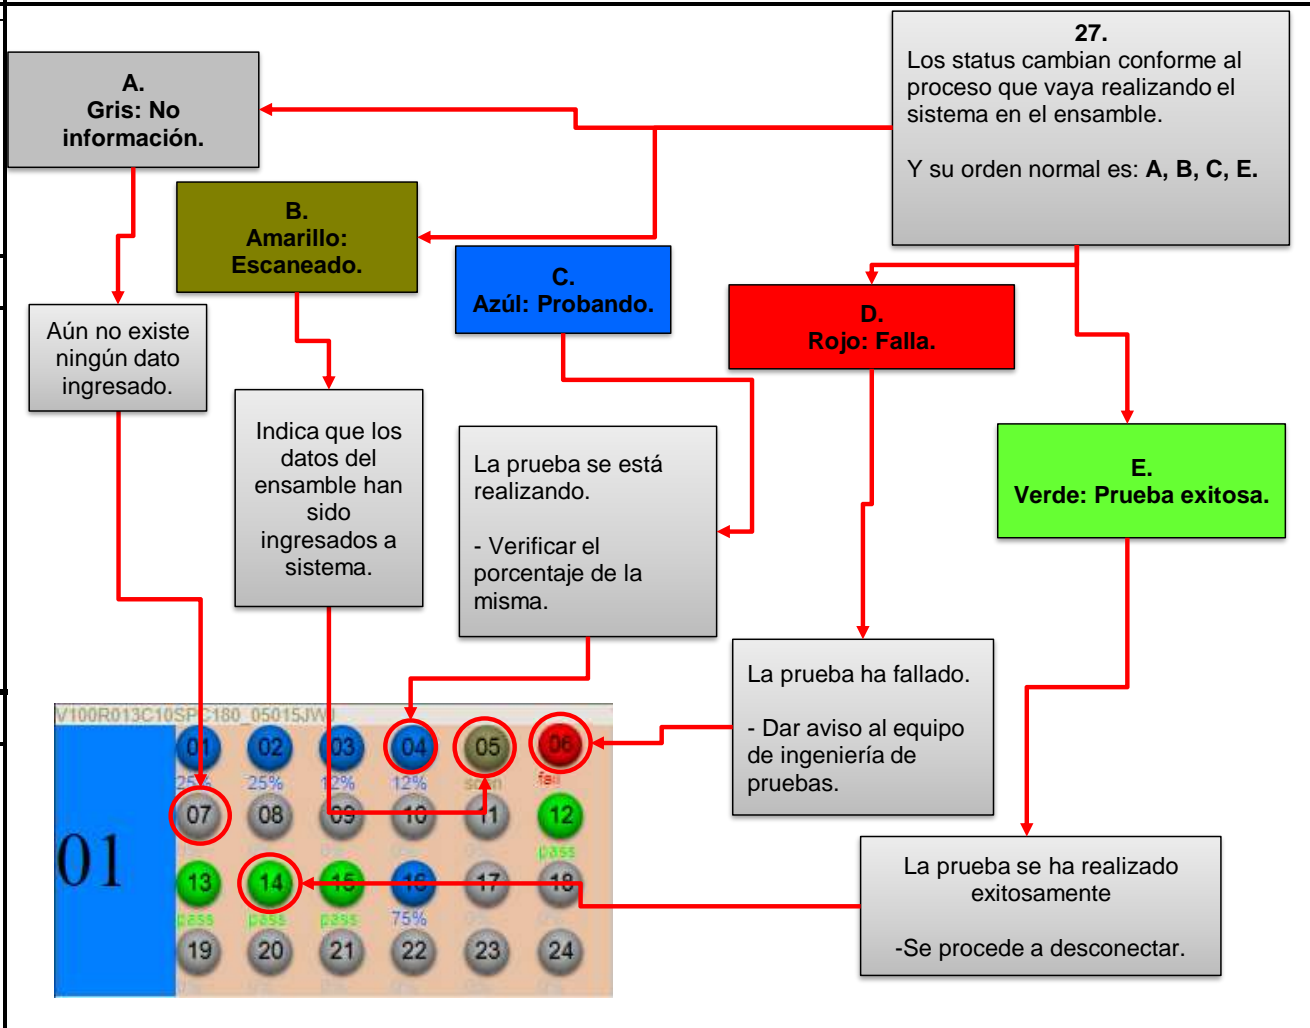 27.
Los status cambian conforme al
proceso que vaya realizando el
sistema en el ensamble.
Y su orden normal es: A, B, C, E.
A.
Gris: No
información.
B.
Amarillo:
Escaneado.
C.
Azúl: Probando.
D.
Rojo: Falla.
E.
Verde: Prueba exitosa.
Aún no existe
ningún dato
ingresado.
Indica que los
datos del
ensamble han
sido
ingresados a
sistema.
La prueba se está
realizando.
- Verificar el
porcentaje de la
misma.
La prueba ha fallado.
- Dar aviso al equipo
de ingeniería de
pruebas.
La prueba se ha realizado
exitosamente
-Se procede a desconectar.
V100R013C10SPC180_05015JWJ
01
01 02 03 04 05 06
25% 25% 12% 12% scan fail
07 08 09 10 11 12
pass
13 14 15 16 17 18
pass pass pass 75%
19 20 21 22 23 24